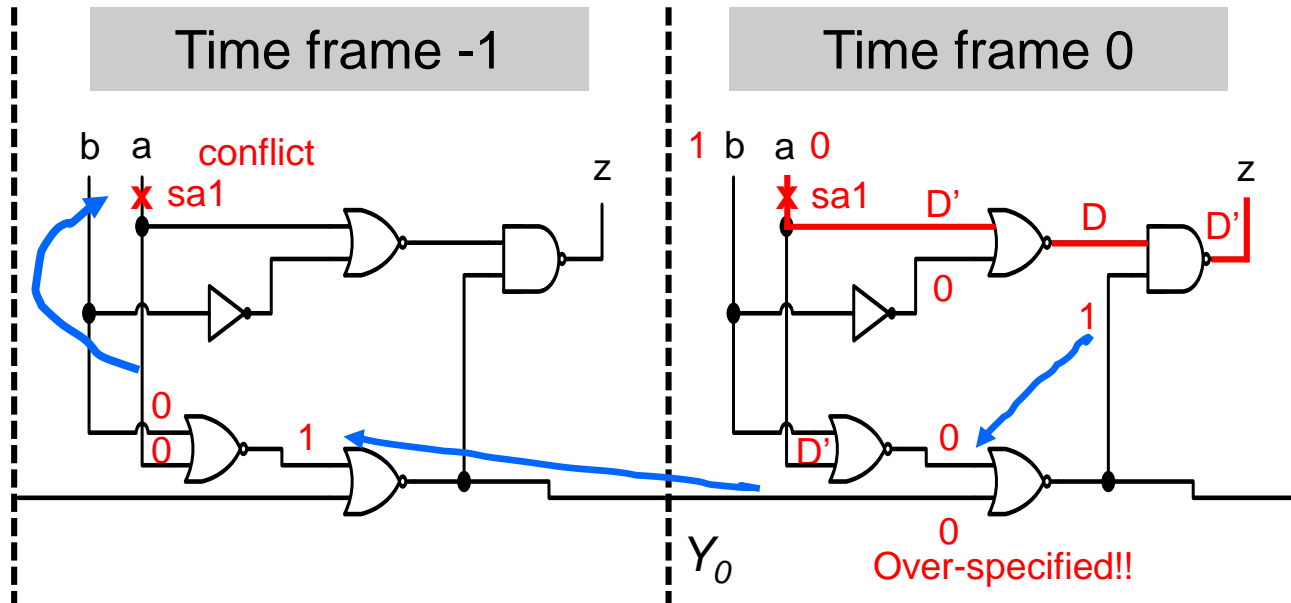 Time frame -1
Time frame 0
b a conflict
z
x sa1
1 b a 0
z
x sa1
D’
D
D’
0
1
0
0
1
D’
0
0
Y0
Over-specified!!